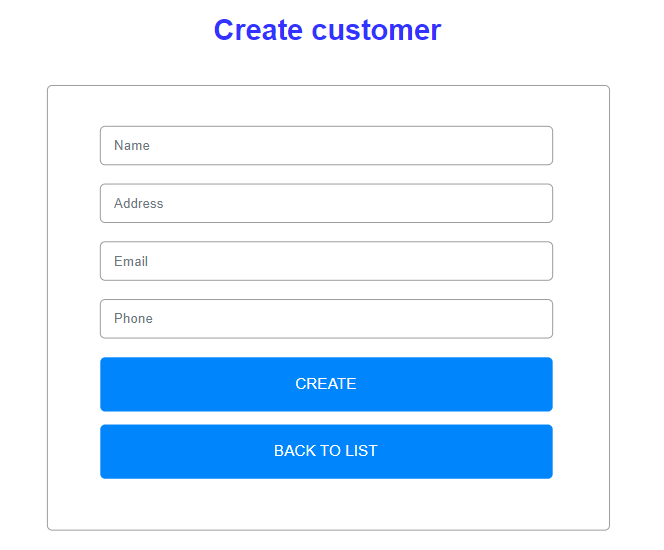 Create customer
Name
Address
Email
Phone
CREATE
BACK TO LIST